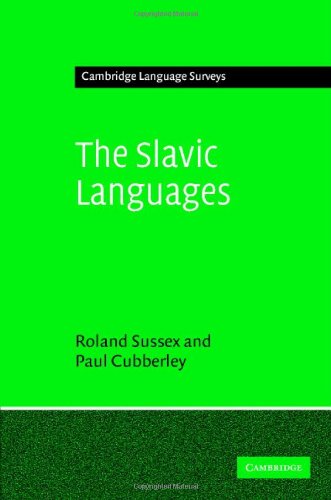 Cambridge Language Surveys
The Slavic
Languages
Roland Sussex and
Paul Cubberley
CAMBRIDGE